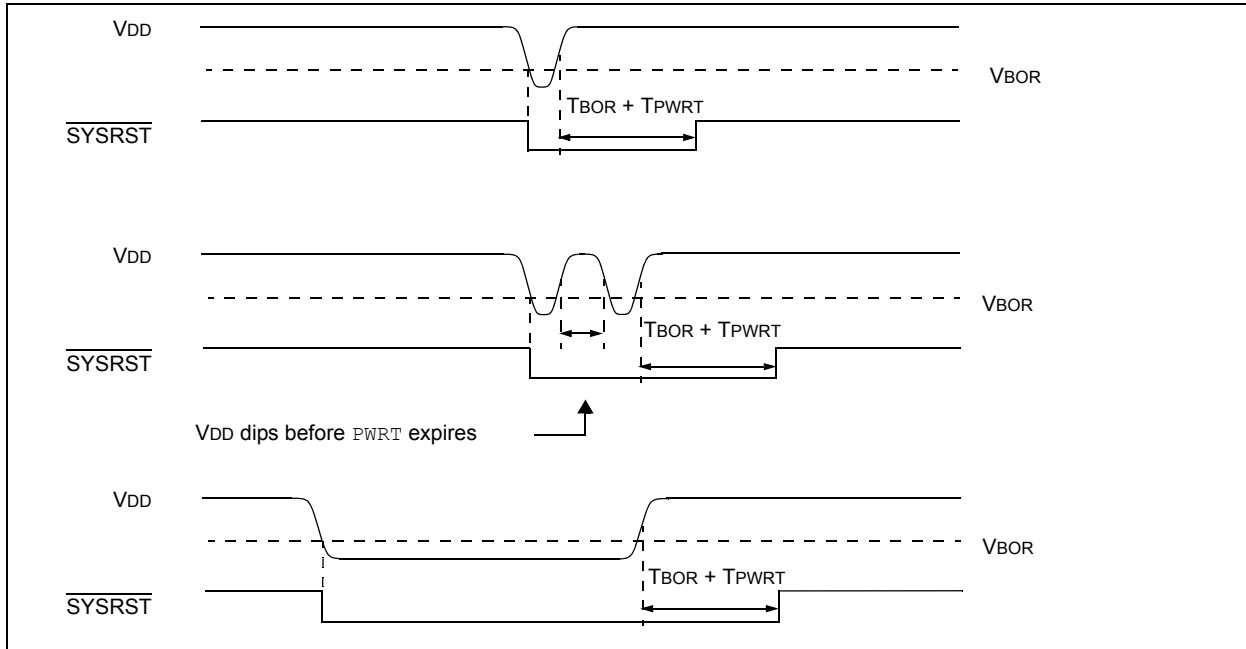 VDD
VBOR
TBOR + TPWRT
SYSRST
VDD
VBOR
TBOR + TPWRT
SYSRST
VDD dips before PWRT expires
VDD
VBOR
TBOR + TPWRT
SYSRST